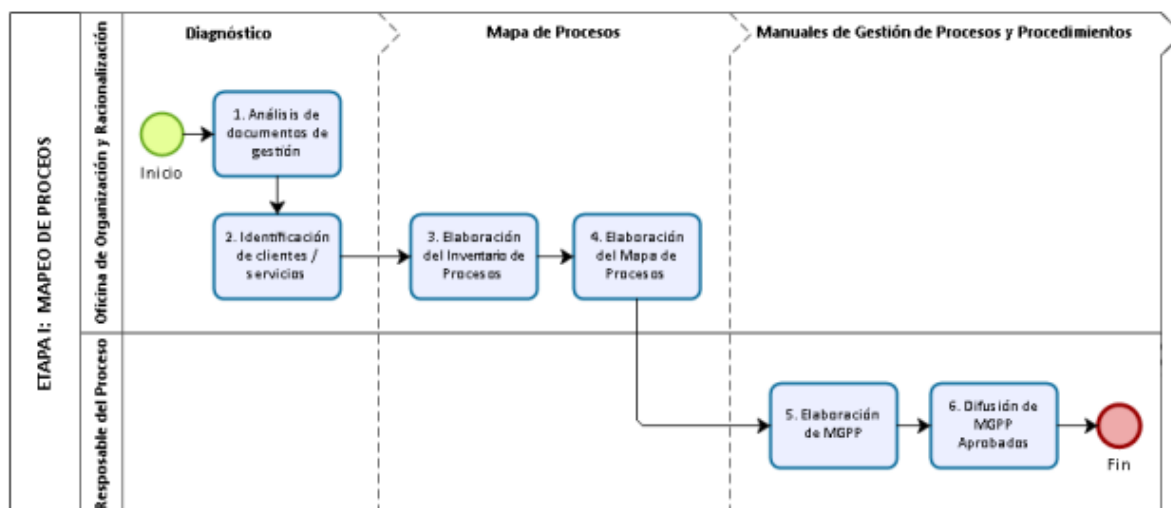 ETAPA I: MAPEO DE PROCEOS
Oficina de Organización y Racionalización
Resposable del Proceso
Diagnóstico
Mapa de Procesos
Manuales de Gestión de Procesos y Procedimientos
Inicio
1. Análisis de
documentos de
gestión
2. Identificación
de clientes /
servicios
3. Elaboración
del Inventario de
Procesos
4. Elaboración
del Mapa de
Procesos
5. Elaboración
de MGPP
6. Difusión de
MGPP
Aprobados
Fin